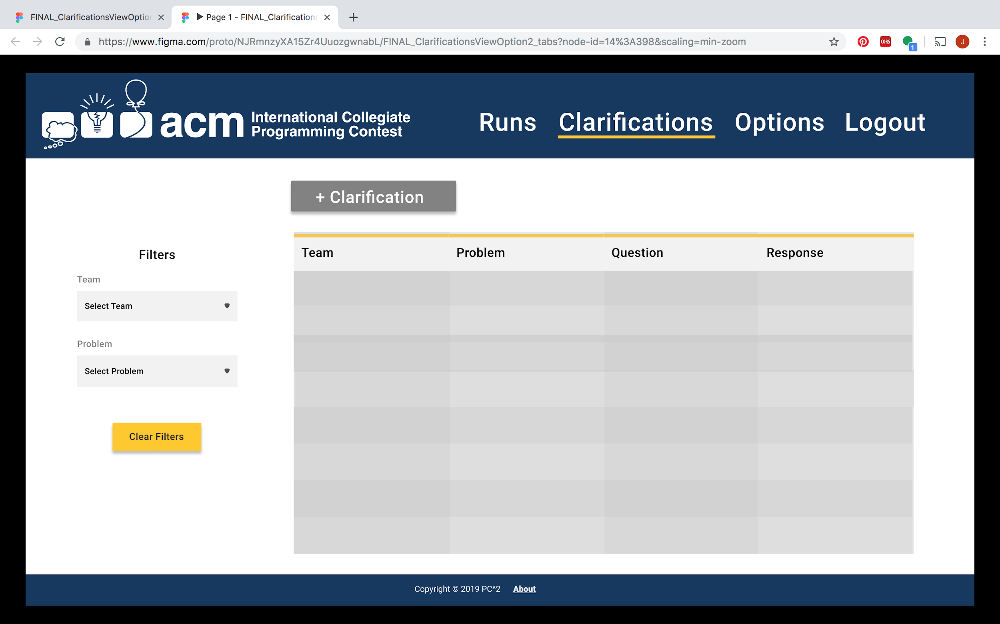 FINAL_ClarificationsViewOption
▶ Page 1 - FINAL_Clarifications
https://www.figma.com/proto/NJRmnzyXA15Zr4UuozgwnabL/FINAL_ClarificationsViewOption2_tabs?node-id=14%3A398&scaling=min-zoom
CORS
1
J
acm International Collegiate
Programming Contest
Runs Clarifications Options Logout
+ Clarification
Filters
Team
Select Team
Problem
Select Problem
Clear Filters
Team Problem Question Response
Copyright © 2019 PC^2 About